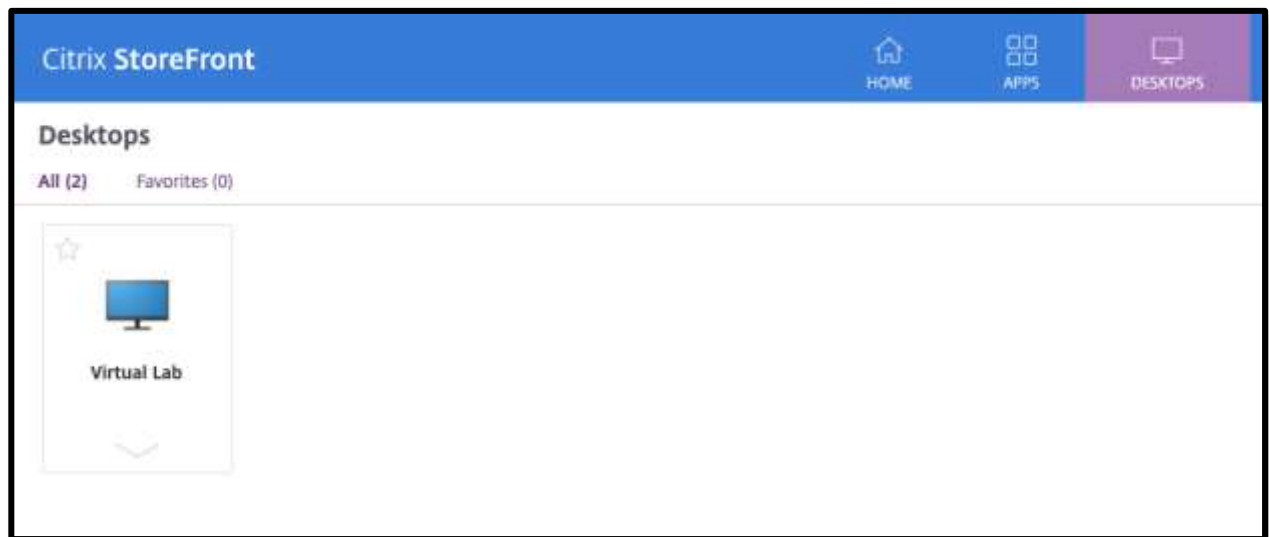 Citrix StoreFront
HOME
APPS
DESKTOPS
Desktops
All (2) Favorites (0)
Virtual Lab